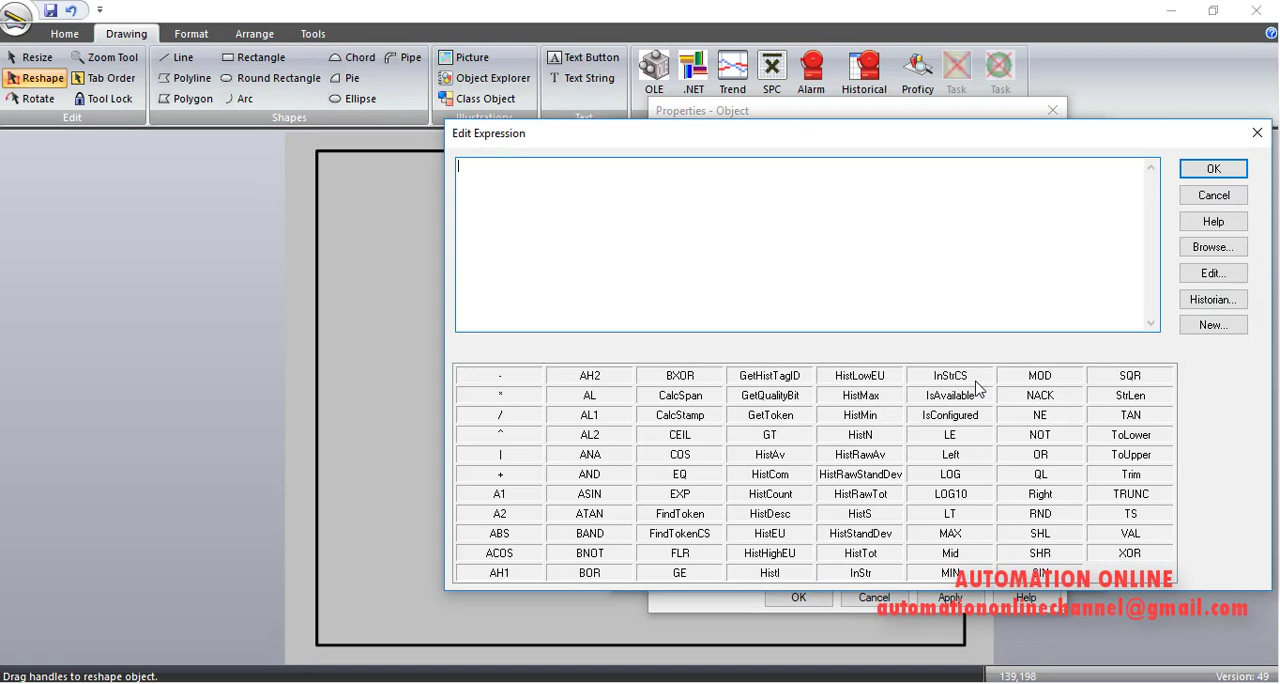 Home Drawing Format Arrange Tools
Resize Zoom Tool Line Rectangle Chord Pipe Picture Text Button
Reshape Tab Order Polyline Round Rectangle Pie Object Explorer Text String
Rotate Tool Lock Polygon Arc Ellipse Class Object OLE .NET Trend SPC Alarm Historical Proficy Task Task
Edit Shapes Illustrations Text
Properties - Object
Edit Expression
OK
Cancel
Help
Browse...
Edit...
Historian...
New...
- AH2 BXOR GetHistTagID HistLowEU InStrCS MOD SQR
* AL CalcSpan GetQualityBit HistMax IsAvailable NACK StrLen
/ AL1 CalcStamp GetToken HistMin IsConfigured NE TAN
^ AL2 CEIL GT HistN LE NOT ToLower
| ANA COS HistAv HistRawAv Left OR ToUpper
+ AND EQ HistCom HistRawStandDev LOG QL Trim
A1 ASIN EXP HistCount HistRawTot LOG10 Right TRUNC
A2 ATAN FindToken HistDesc HistS LT RND TS
ABS BAND FindTokenCS HistEU HistStandDev MAX SHL VAL
ACOS BNOT FLR HistHighEU HistTot Mid SHR XOR
AH1 BOR GE HistI InStr MIN SIN
AUTOMATION ONLINE
OK Cancel Apply Help
automationonlinechannel@gmail.com
Drag handles to reshape object. 139,198 Version: 49